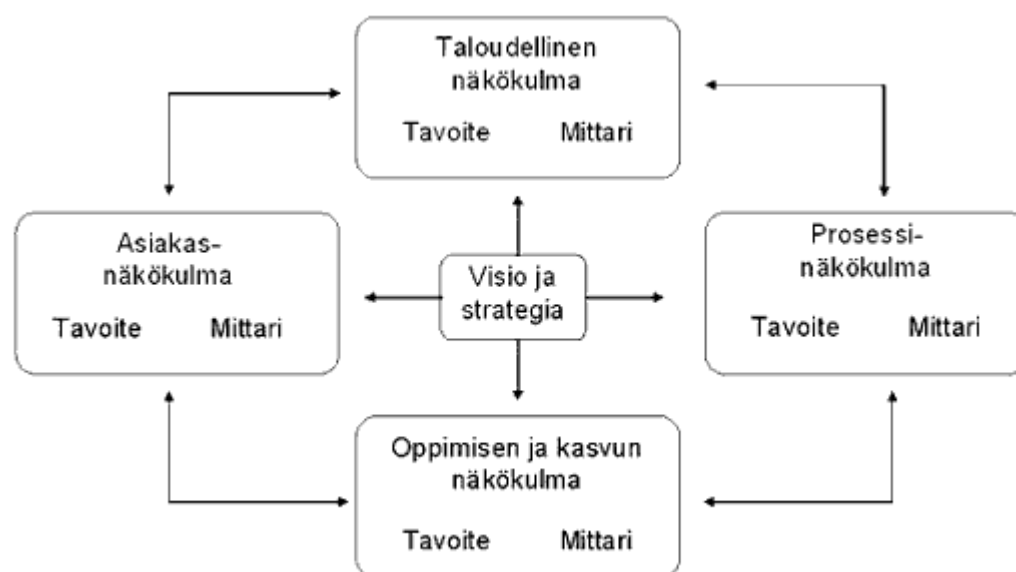 Taloudellinen
näkökulma
Tavoite Mittari
Asiakas-
näkökulma
Tavoite Mittari
Visio ja
strategia
Prosessi-
näkökulma
Tavoite Mittari
Oppimisen ja kasvun
näkökulma
Tavoite Mittari